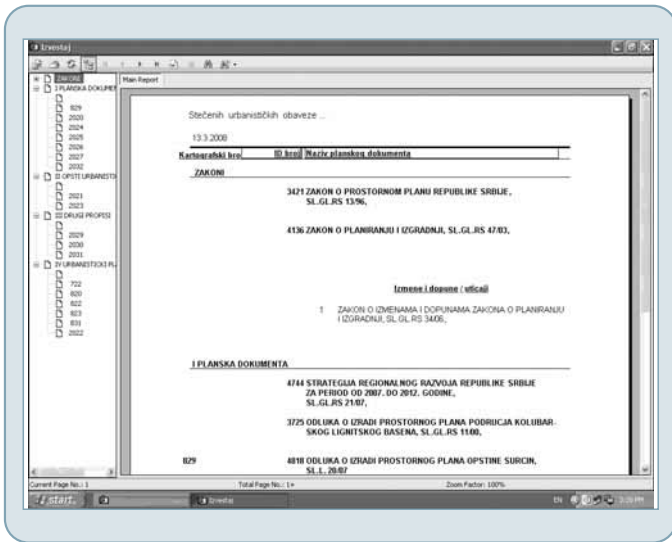 Izvestaj
ZAKONI
I PLANSKA DOKUMEN
829
2020
2024
2025
2026
2027
2032
II OPSTI URBANISTI
2021
2023
III DRUGI PROPISI
2029
2030
2031
IV URBANISTICKI PL
722
820
822
823
831
2022
Main Report
Stečenih urbanističkih obaveze ..
13.3.2008
Kartografski broj ID broj Naziv planskog dokumenta
ZAKONI
3421 ZAKON O PROSTORNOM PLANU REPUBLIKE SRBIJE,
SL.GL.RS 13/96,
4136 ZAKON O PLANIRANJU I IZGRADNJI, SL.GL.RS 47/03,
Izmene i dopune / uticaji
1 ZAKON O IZMENAMA I DOPUNAMA ZAKONA O PLANIRANJU
I IZGRADNJI, SL.GL.RS 34/06,
I PLANSKA DOKUMENTA
4744 STRATEGIJA REGIONALNOG RAZVOJA REPUBLIKE SRBIJE
ZA PERIOD OD 2007. DO 2012. GODINE,
SL.GL.RS 21/07,
3725 ODLUKA O IZRADI PROSTORNOG PLANA PODRUCJA KOLUBAR-
SKOG LIGNITSKOG BASENA, SL.GL.RS 11/00,
829 4818 ODLUKA O IZRADI PROSTORNOG PLANA OPSTINE SURCIN,
SL.L. 20/07
Current Page No.: 1 Total Page No.: 1+ Zoom Factor: 100%
start Izvestaj EN